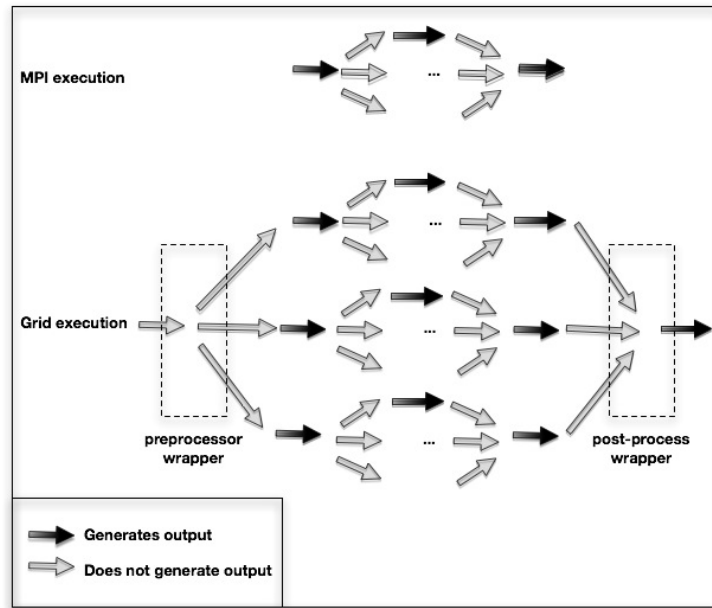 MPI execution
...
Grid execution
...
...
...
preprocessor
wrapper
post-process
wrapper
Generates output
Does not generate output